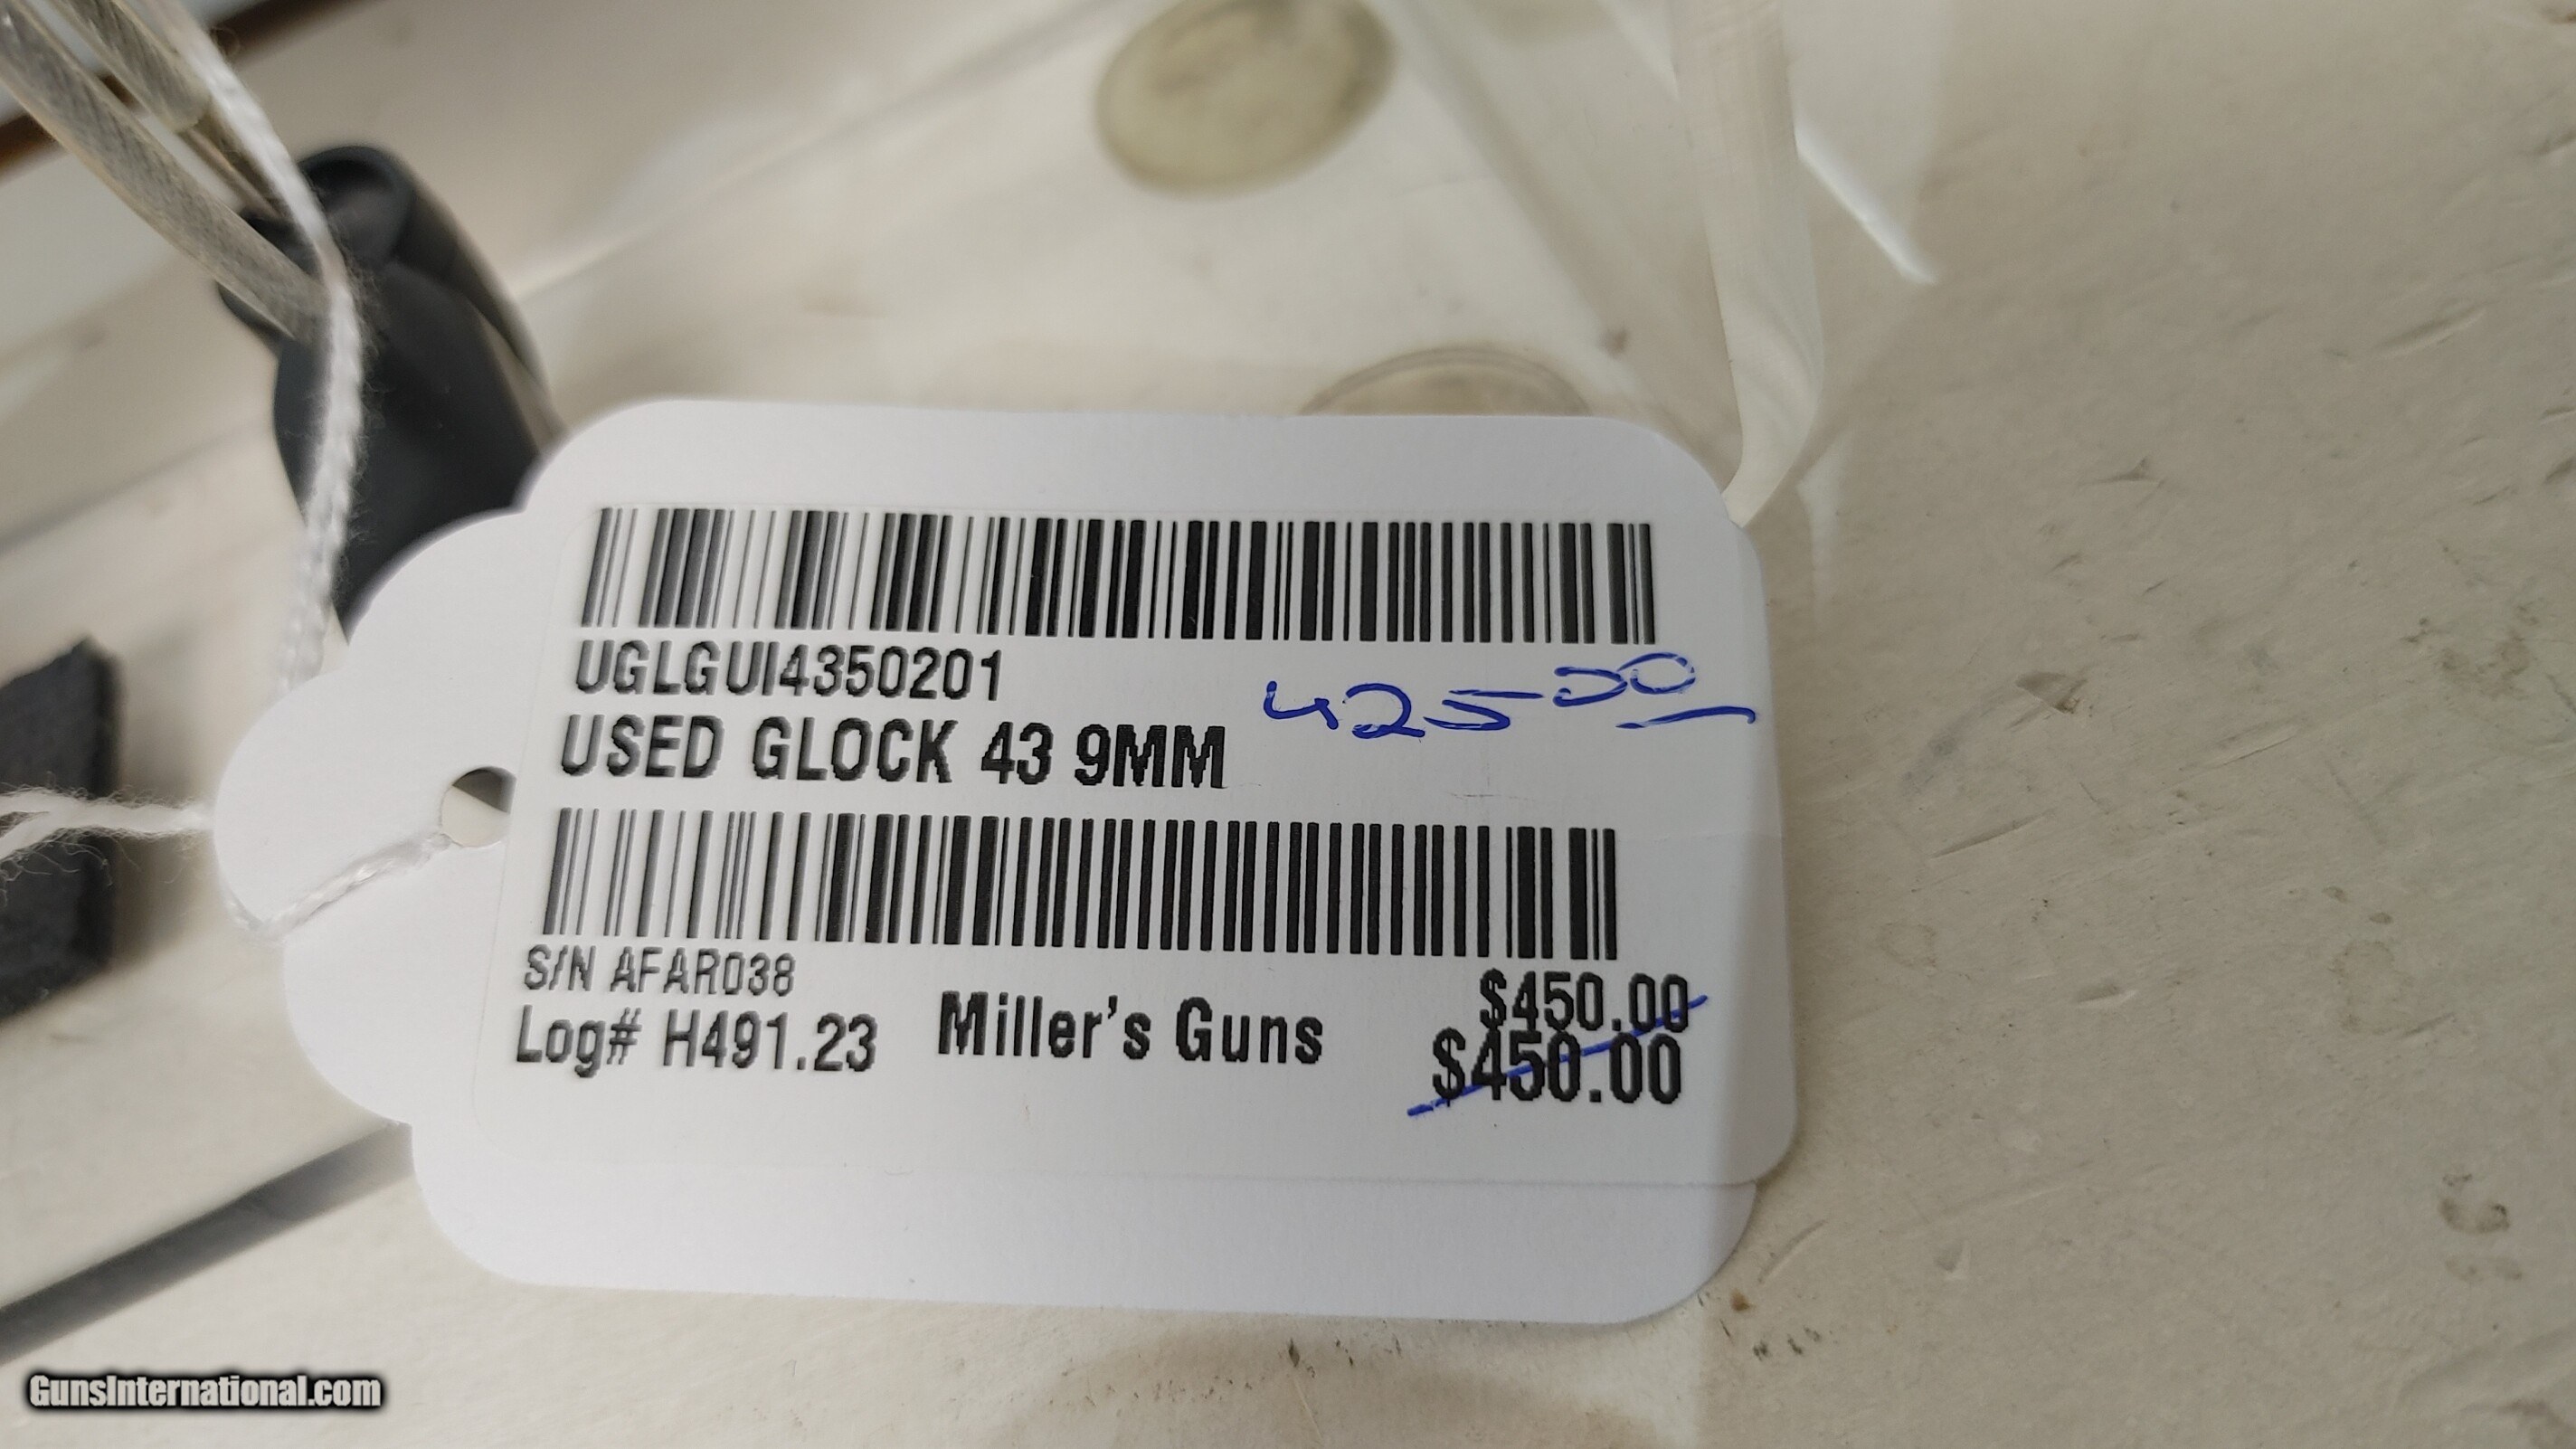 UGLGUI4350201
425.00
USED GLOCK 43 9MM
S/N AFAR038
Log# H491.23
Miller's Guns
$450.00
$450.00
GunsInternational.com